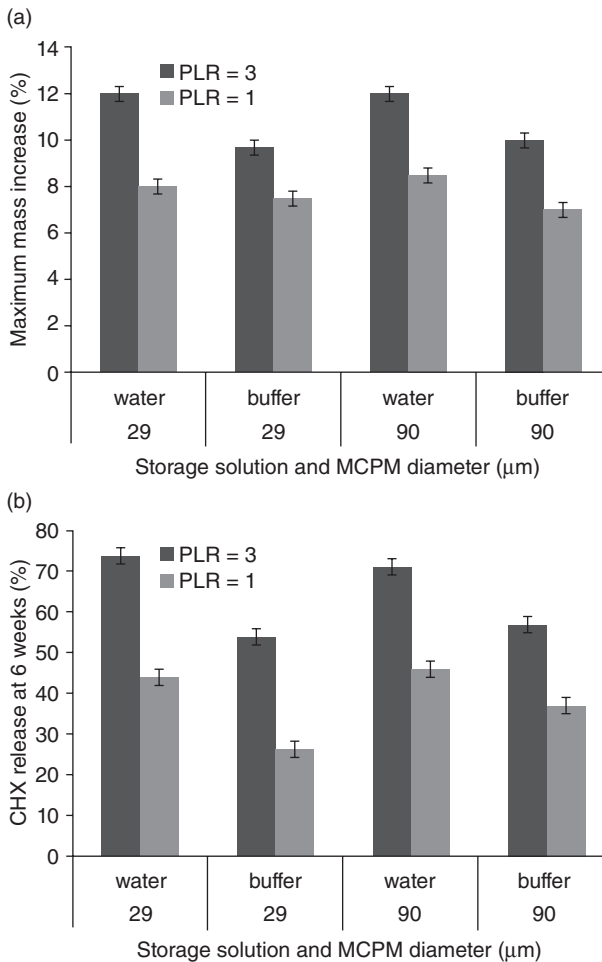 (a)
Maximum mass increase (%)
14
12
10
8
6
4
2
0
PLR = 3
PLR = 1
water buffer water buffer
29 29 90 90
Storage solution and MCPM diameter (μm)
(b)
CHX release at 6 weeks (%)
80
70
60
50
40
30
20
10
0
PLR = 3
PLR = 1
water buffer water buffer
29 29 90 90
Storage solution and MCPM diameter (μm)